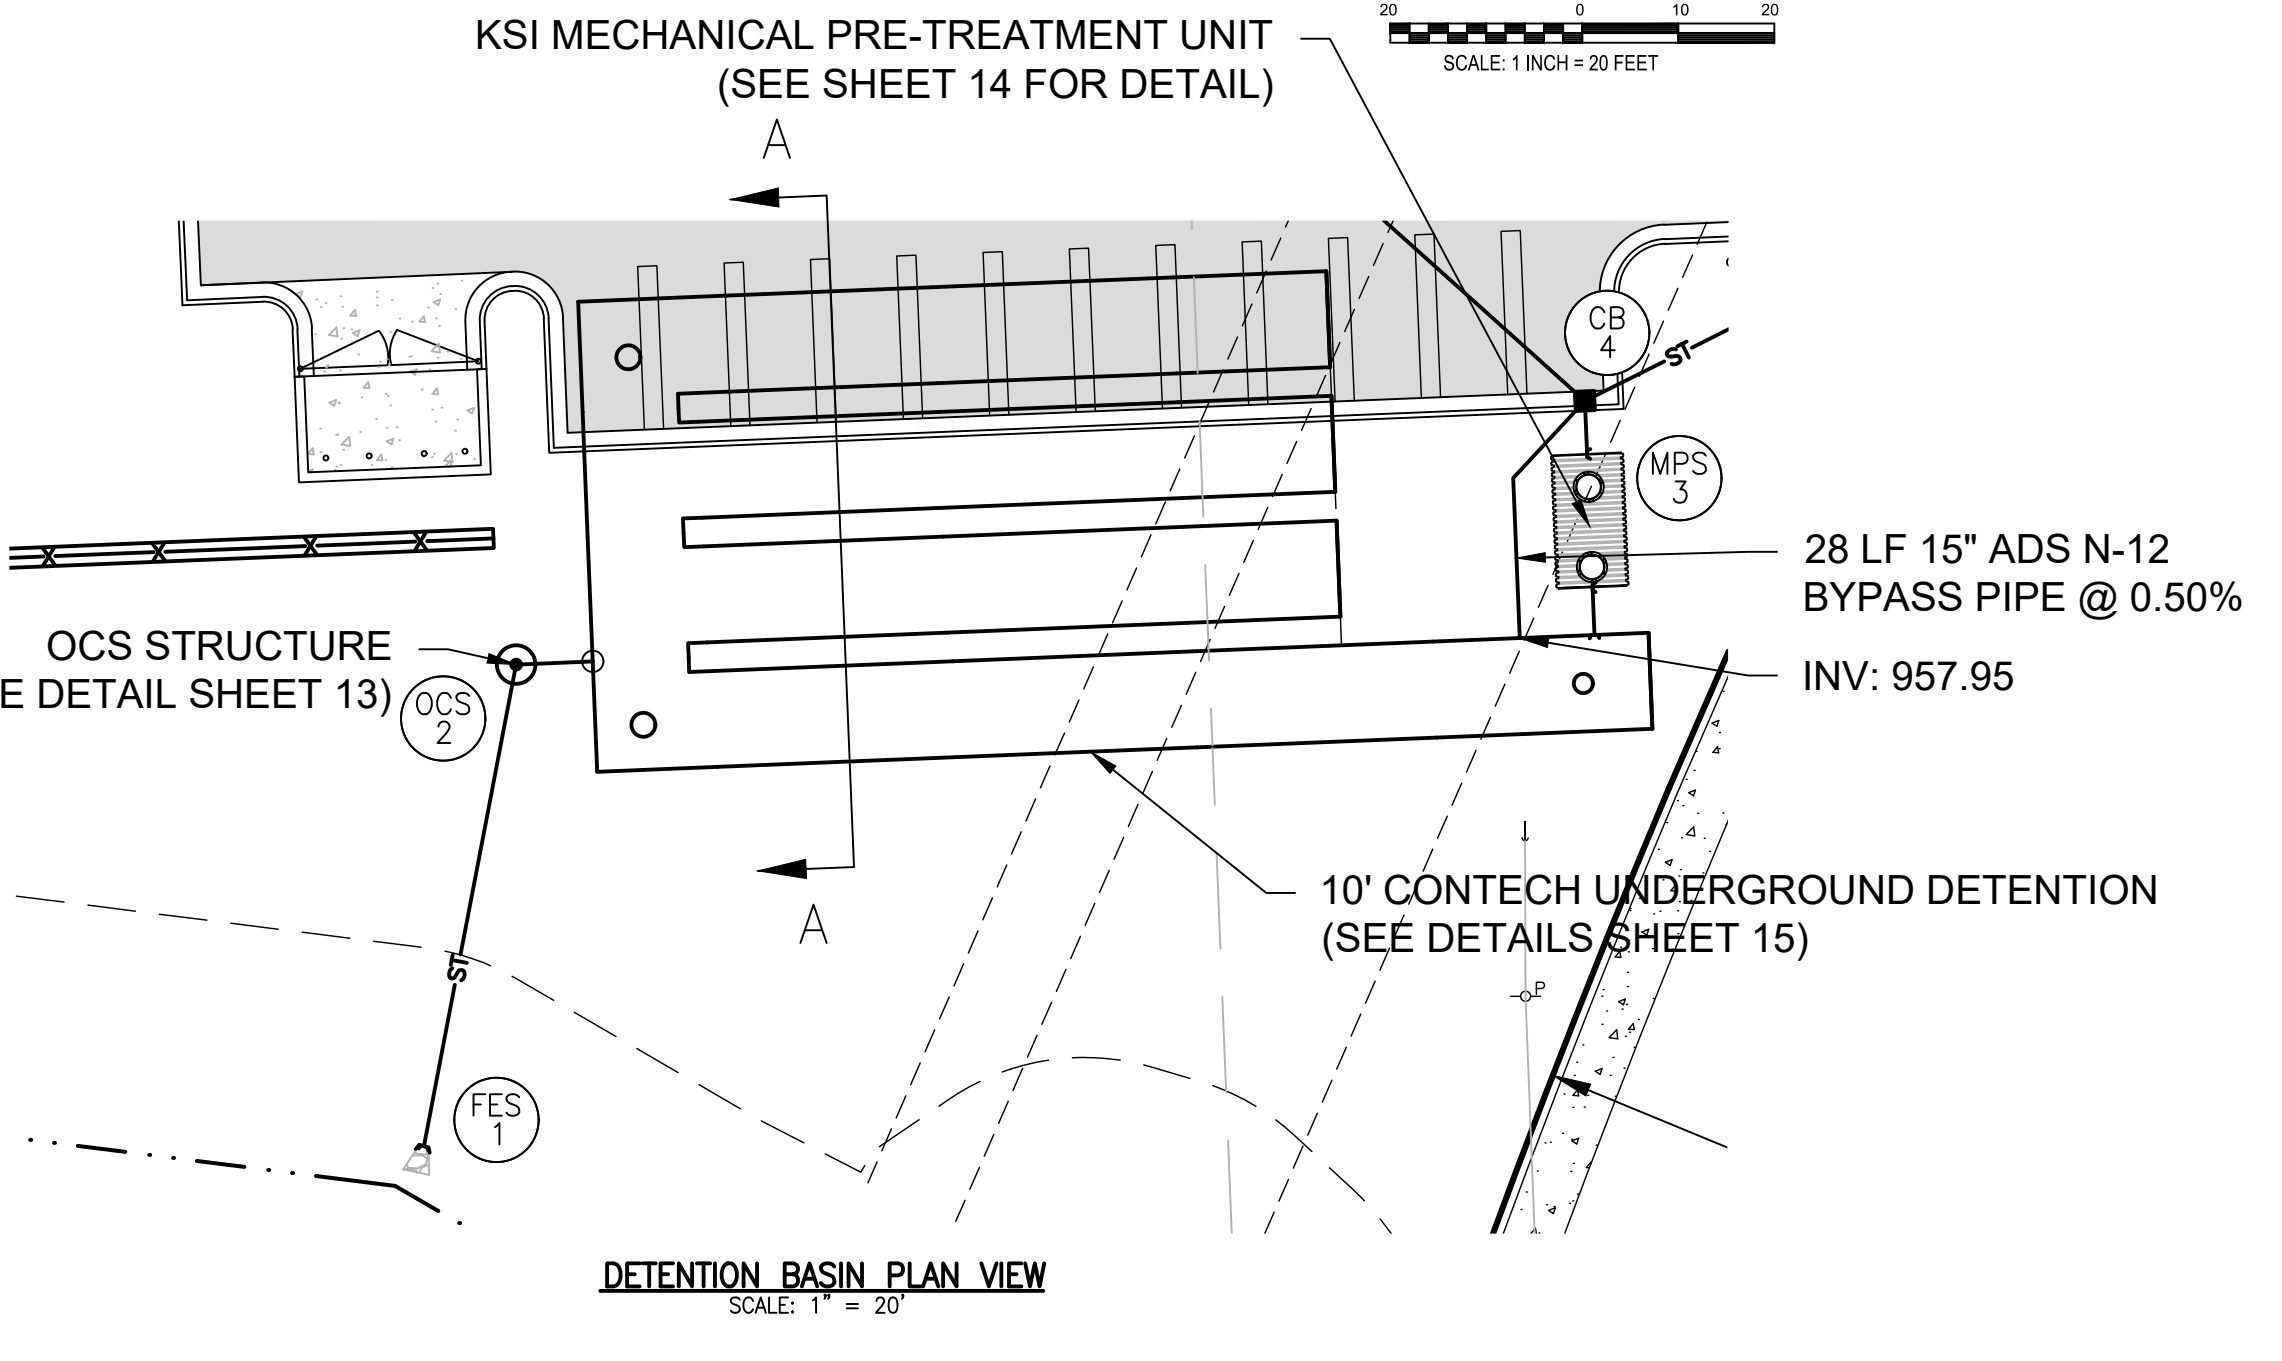 KSI MECHANICAL PRE-TREATMENT UNIT
(SEE SHEET 14 FOR DETAIL)
20 0 10 20
SCALE: 1 INCH = 20 FEET
A
CB
4
ST
MPS
3
28 LF 15" ADS N-12
BYPASS PIPE @ 0.50%
INV: 957.95
X X X X
OCS STRUCTURE
E DETAIL SHEET 13)
OCS
2
10' CONTECH UNDERGROUND DETENTION
(SEE DETAILS SHEET 15)
A
ST
P
FES
1
DETENTION BASIN PLAN VIEW
SCALE: 1" = 20'